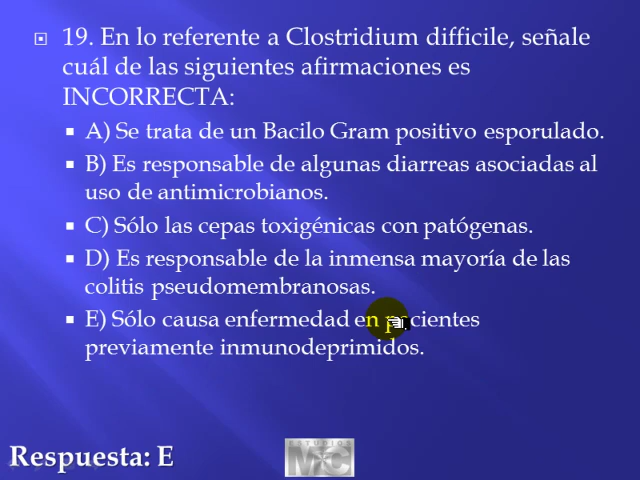 19. En lo referente a Clostridium difficile, señale
cuál de las siguientes afirmaciones es
INCORRECTA:
A) Se trata de un Bacilo Gram positivo esporulado.
B) Es responsable de algunas diarreas asociadas al
uso de antimicrobianos.
C) Sólo las cepas toxigénicas con patógenas.
D) Es responsable de la inmensa mayoría de las
colitis pseudomembranosas.
E) Sólo causa enfermedad en pacientes
previamente inmunodeprimidos.
Respuesta: E
ESTUDIOS
MC